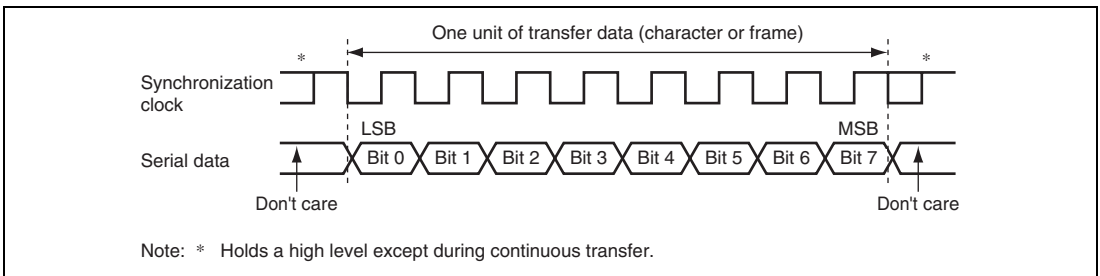 One unit of transfer data (character or frame)
* *
Synchronization
clock
LSB MSB
Serial data Bit 0 Bit 1 Bit 2 Bit 3 Bit 4 Bit 5 Bit 6 Bit 7
Don't care Don't care
Note: * Holds a high level except during continuous transfer.